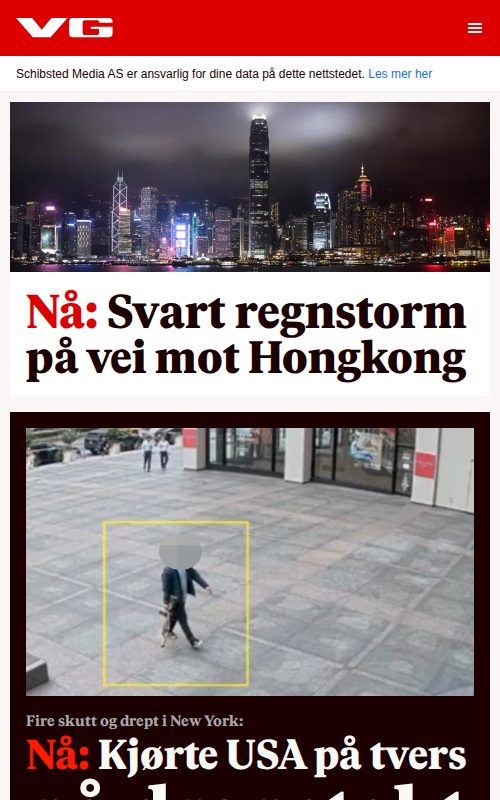 VG
Schibsted Media AS er ansvarlig for dine data på dette nettstedet. Les mer her
Nå: Svart regnstorm
på vei mot Hongkong
Fire skutt og drept i New York:
Nå: Kjørte USA på tvers